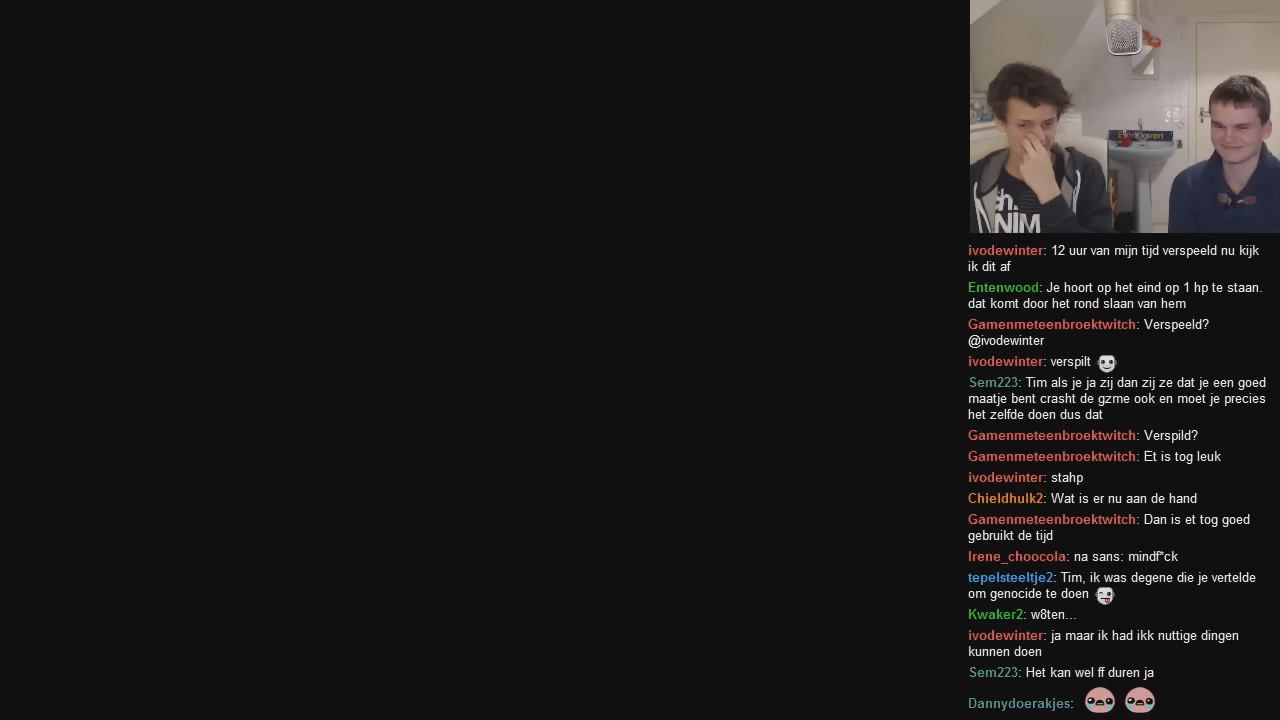 Eindhoven
ch.
NIM
ivodewinter: 12 uur van mijn tijd verspeeld nu kijk
ik dit af
Entenwood: Je hoort op het eind op 1 hp te staan.
dat komt door het rond slaan van hem
Gamenmeteenbroektwitch: Verspeeld?
@ivodewinter
ivodewinter: verspilt
Sem223: Tim als je ja zij dan zij ze dat je een goed
maatje bent crasht de gzme ook en moet je precies
het zelfde doen dus dat
Gamenmeteenbroektwitch: Verspild?
Gamenmeteenbroektwitch: Et is tog leuk
ivodewinter: stahp
Chieldhulk2: Wat is er nu aan de hand
Gamenmeteenbroektwitch: Dan is et tog goed
gebruikt de tijd
Irene_choocola: na sans: mindf*ck
tepelsteeltje2: Tim, ik was degene die je vertelde
om genocide te doen
Kwaker2: w8ten...
ivodewinter: ja maar ik had ikk nuttige dingen
kunnen doen
Sem223: Het kan wel ff duren ja
Dannydoerakjes: